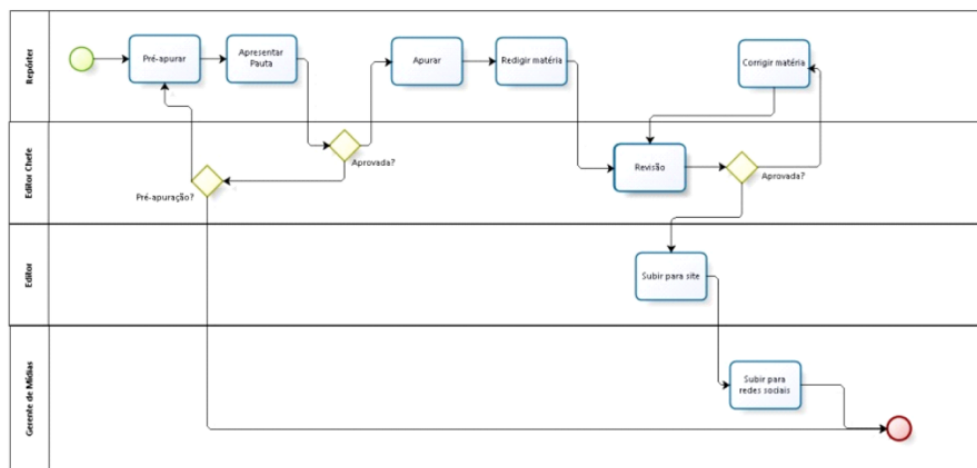 Repórter
Pré-apurar
Apresentar
Pauta
Apurar
Redigir matéria
Corrigir matéria
Editor Chefe
Aprovada?
Pré-apuração?
Revisão
Aprovada?
Editor
Subir para site
Gerente de Mídias
Subir para
redes sociais